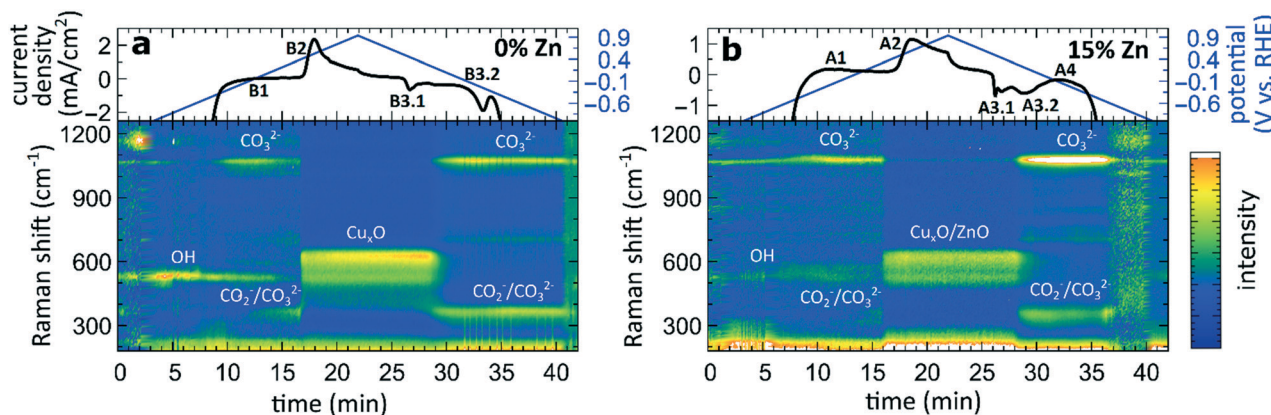 a
0% Zn
current
density
(mA/cm²)
2
0
−2
B1
B2
B3.1
B3.2
0.9
0.4
−0.1
−0.6
Raman shift (cm⁻¹)
1200
900
600
300
CO₃²⁻
CO₃²⁻
CuₓO
OH
CO₂⁻/CO₃²⁻
CO₂⁻/CO₃²⁻
0 5 10 15 20 25 30 35 40
time (min)
b
15% Zn
1
0
−1
A1
A2
A3.1
A3.2
A4
0.9
0.4
−0.1
−0.6
potential
(V vs. RHE)
Raman shift (cm⁻¹)
1200
900
600
300
CO₃²⁻
CO₃²⁻
CuₓO/ZnO
OH
CO₂⁻/CO₃²⁻
CO₂⁻/CO₃²⁻
0 5 10 15 20 25 30 35 40
time (min)
intensity